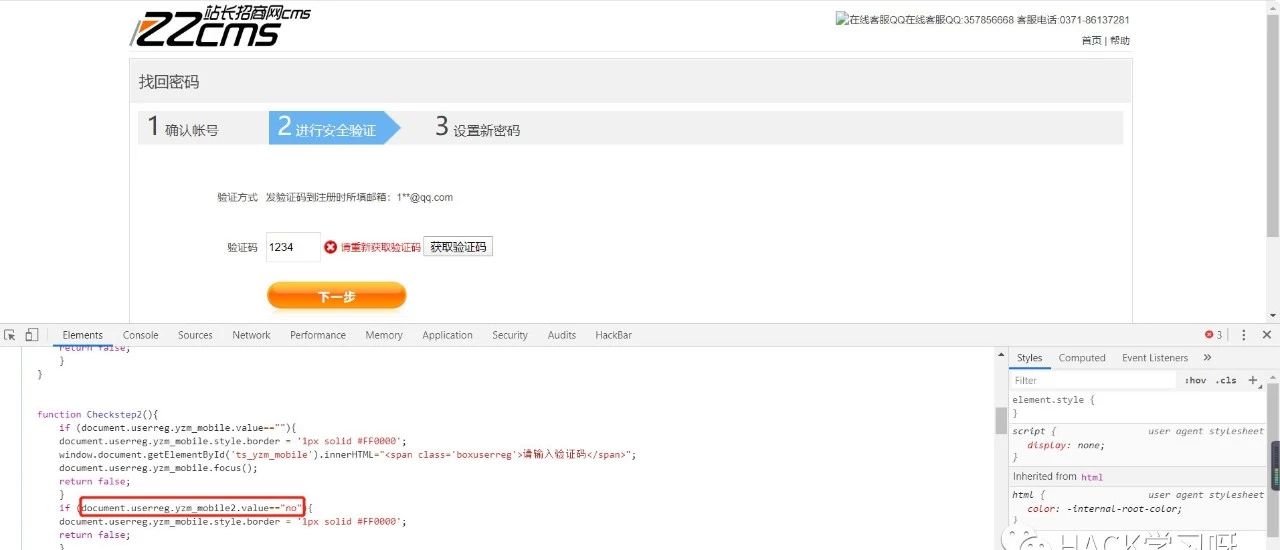 站长招商网cms
ZZCMS
在线客服QQ在线客服QQ:357856668 客服电话:0371-86137281
首页 | 帮助
找回密码
1 确认帐号
2 进行安全验证
3 设置新密码
验证方式 发验证码到注册时所填邮箱：1**@qq.com
验证码 1234 请重新获取验证码 获取验证码
下一步
Elements Console Sources Network Performance Memory Application Security Audits HackBar 3
return false;
}
}
function Checkstep2(){
if (document.userreg.yzm_mobile.value==""){
document.userreg.yzm_mobile.style.border = '1px solid #FF0000';
window.document.getElementById('ts_yzm_mobile').innerHTML="<span class='boxuserreg'>请输入验证码</span>";
document.userreg.yzm_mobile.focus();
return false;
}
if (document.userreg.yzm_mobile2.value=="no"){
document.userreg.yzm_mobile.style.border = '1px solid #FF0000';
return false;
}
Styles Computed Event Listeners »
Filter :hov .cls +
element.style {
}
script { user agent stylesheet
display: none;
}
Inherited from html
html { user agent stylesheet
color: -internal-root-color;
}
HACK学习呀